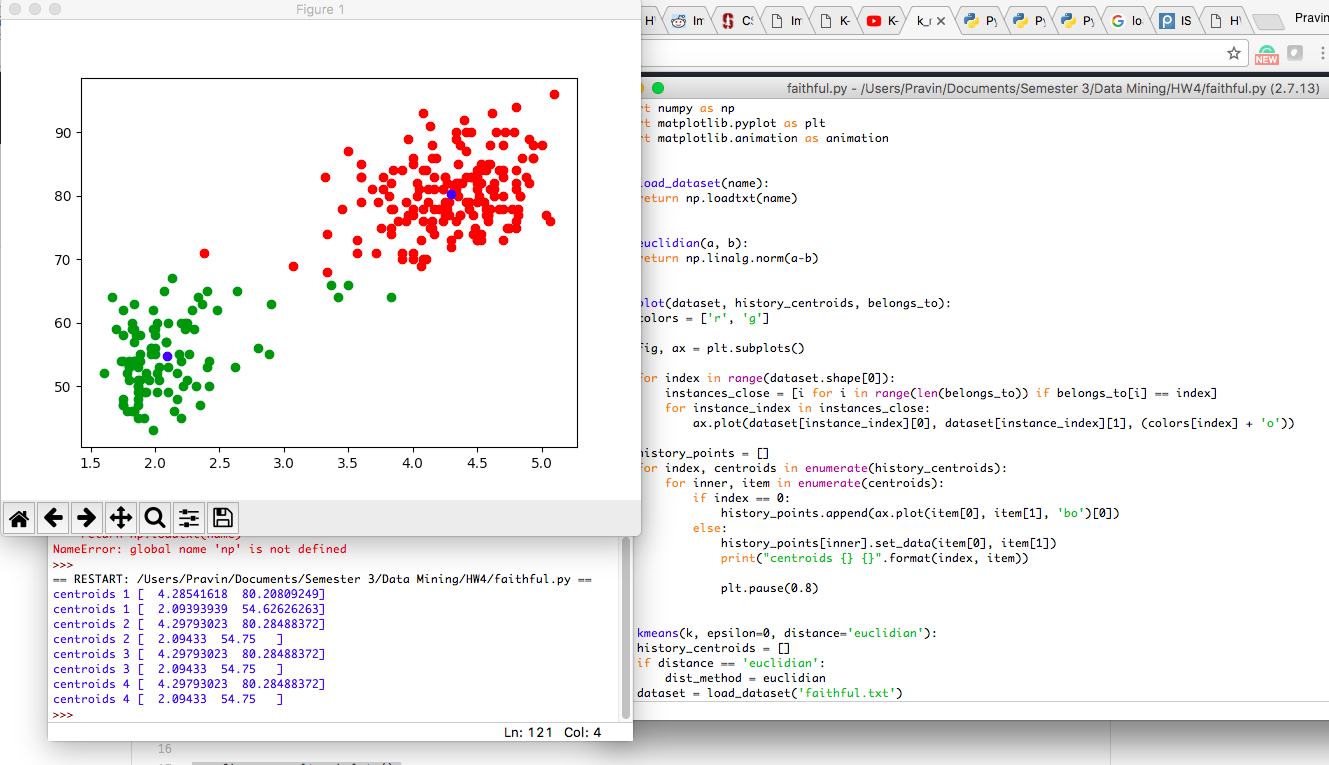 Figure 1
H'
In
CS
In
K-
K-
k_r
Py
Py
Py
lo
IS
H'
Pravin
NEW
90
80
70
60
50
1.5 2.0 2.5 3.0 3.5 4.0 4.5 5.0
faithful.py - /Users/Pravin/Documents/Semester 3/Data Mining/HW4/faithful.py (2.7.13)
rt numpy as np
rt matplotlib.pyplot as plt
rt matplotlib.animation as animation
load_dataset(name):
return np.loadtxt(name)
euclidian(a, b):
return np.linalg.norm(a-b)
plot(dataset, history_centroids, belongs_to):
colors = ['r', 'g']
fig, ax = plt.subplots()
for index in range(dataset.shape[0]):
instances_close = [i for i in range(len(belongs_to)) if belongs_to[i] == index]
for instance_index in instances_close:
ax.plot(dataset[instance_index][0], dataset[instance_index][1], (colors[index] + 'o'))
history_points = []
for index, centroids in enumerate(history_centroids):
for inner, item in enumerate(centroids):
if index == 0:
history_points.append(ax.plot(item[0], item[1], 'bo')[0])
else:
history_points[inner].set_data(item[0], item[1])
print("centroids {} {}".format(index, item))
plt.pause(0.8)
kmeans(k, epsilon=0, distance='euclidian'):
history_centroids = []
if distance == 'euclidian':
dist_method = euclidian
dataset = load_dataset('faithful.txt')
return np.loadtxt(name)
NameError: global name 'np' is not defined
>>>
== RESTART: /Users/Pravin/Documents/Semester 3/Data Mining/HW4/faithful.py ==
centroids 1 [  4.28541618  80.20809249]
centroids 1 [  2.09393939  54.62626263]
centroids 2 [  4.29793023  80.28488372]
centroids 2 [  2.09433  54.75   ]
centroids 3 [  4.29793023  80.28488372]
centroids 3 [  2.09433  54.75   ]
centroids 4 [  4.29793023  80.28488372]
centroids 4 [  2.09433  54.75   ]
>>>
Ln: 121 Col: 4
16